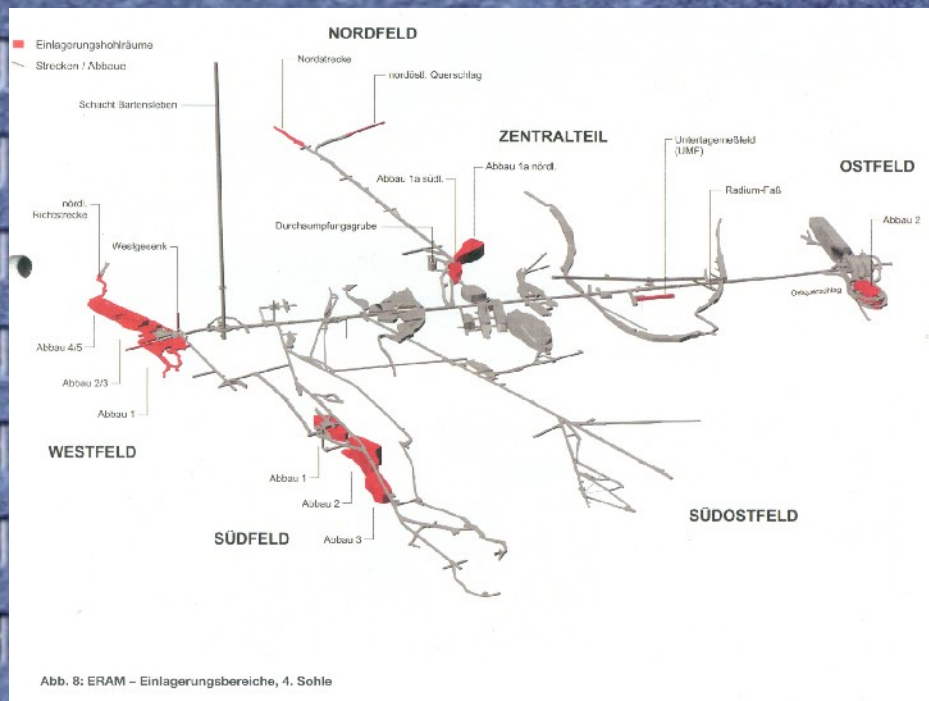 NORDFELD
Einlagerungshohlräume
Strecken / Abbaue
Nordstrecke
nordöstl. Querschlag
Schacht Bartensleben
ZENTRALTEIL
Untertagemeßfeld
(UMF)
OSTFELD
Abbau 1a nördl.
Abbau 1a südl.
Radium-Faß
nördl.
Richtstrecke
Abbau 2
Durchsumpfungsgrube
Westgesenk
Ostquerschlag
Abbau 4/5
Abbau 2/3
Abbau 1
WESTFELD
Abbau 1
Abbau 2
Abbau 3
SÜDFELD
SÜDOSTFELD
Abb. 8: ERAM – Einlagerungsbereiche, 4. Sohle